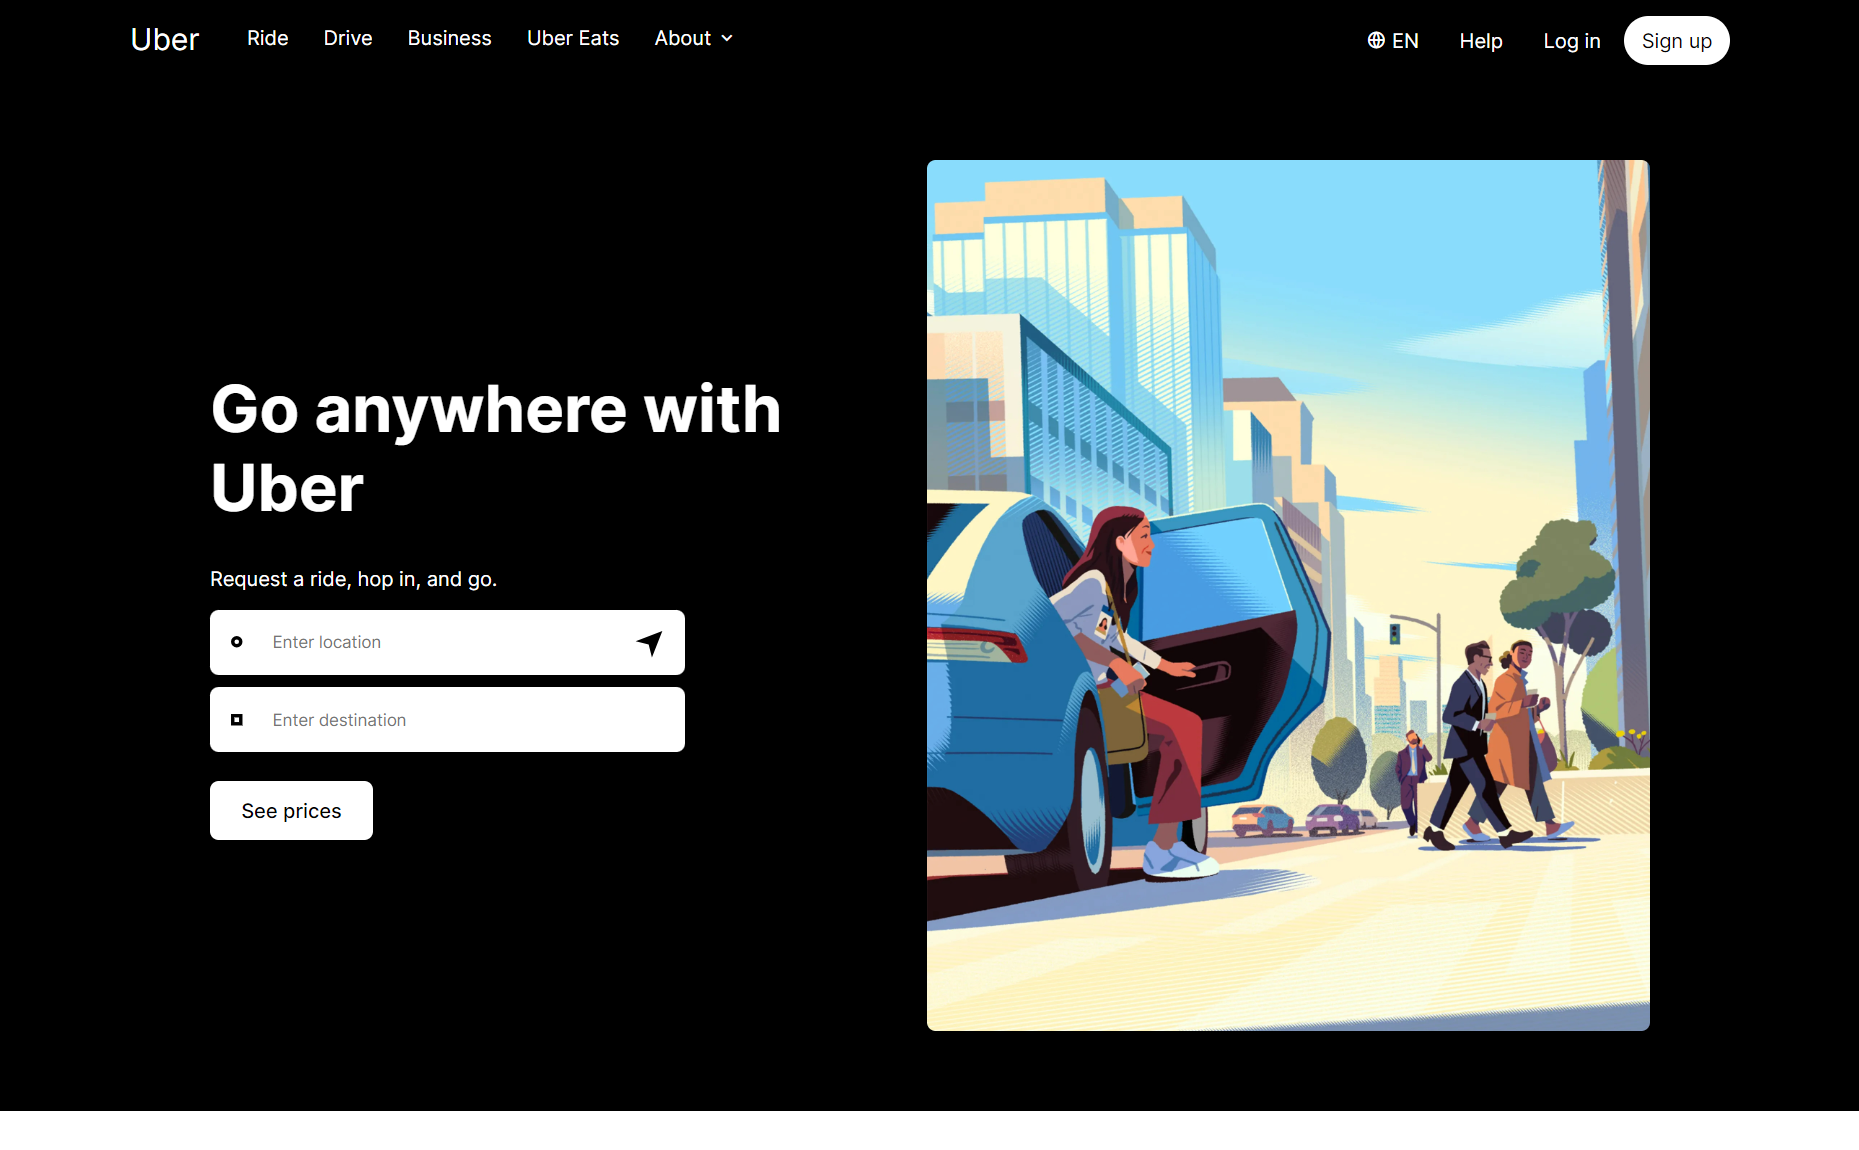 Uber
Ride
Drive
Business
Uber Eats
About
EN
Help
Log in
Sign up
Go anywhere with
Uber
Request a ride, hop in, and go.
Enter location
Enter destination
See prices